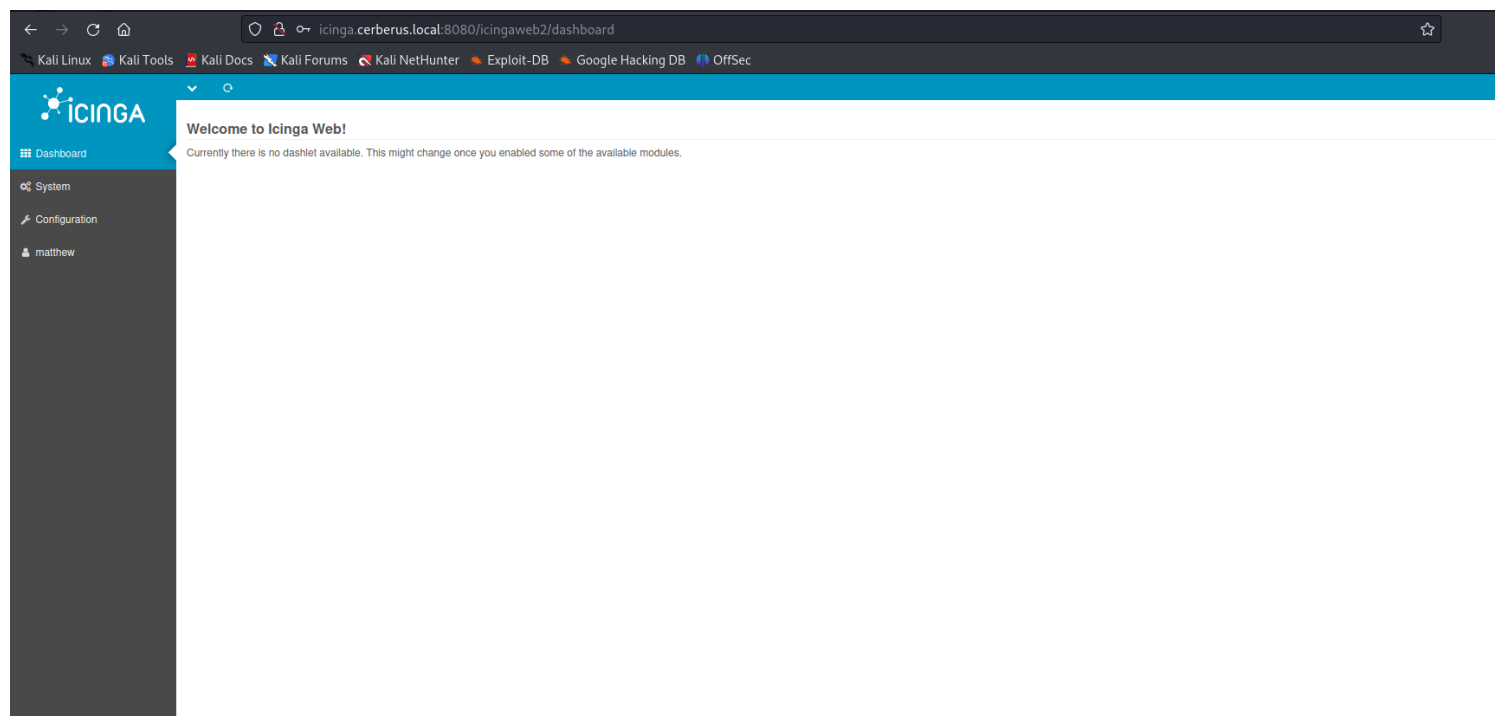 icinga.cerberus.local:8080/icingaweb2/dashboard
Kali Linux Kali Tools Kali Docs Kali Forums Kali NetHunter Exploit-DB Google Hacking DB OffSec
icinga
Welcome to Icinga Web!
Dashboard
Currently there is no dashlet available. This might change once you enabled some of the available modules.
System
Configuration
matthew